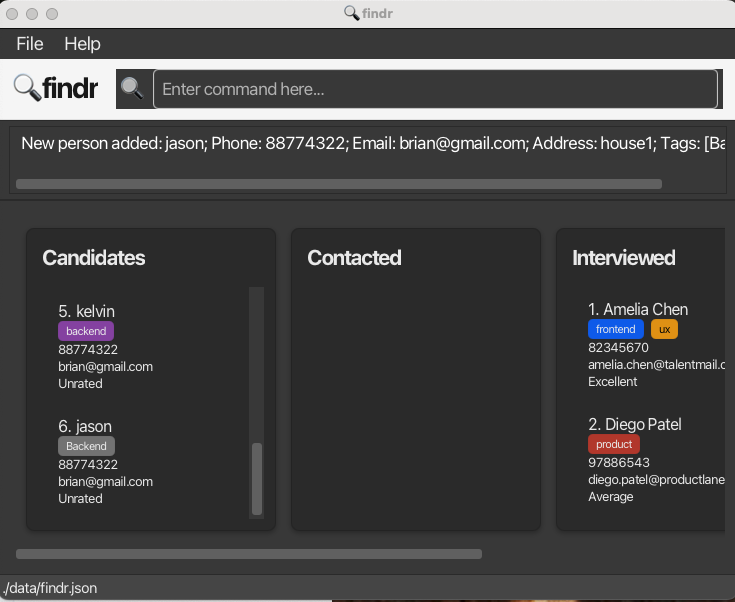 findr
File Help
findr
Enter command here...
New person added: jason; Phone: 88774322; Email: brian@gmail.com; Address: house1; Tags: [Ba
Candidates
5. kelvin
backend
88774322
brian@gmail.com
Unrated
6. jason
Backend
88774322
brian@gmail.com
Unrated
Contacted
Interviewed
1. Amelia Chen
frontend ux
82345670
amelia.chen@talentmail.c
Excellent
2. Diego Patel
product
97886543
diego.patel@productlane
Average
./data/findr.json